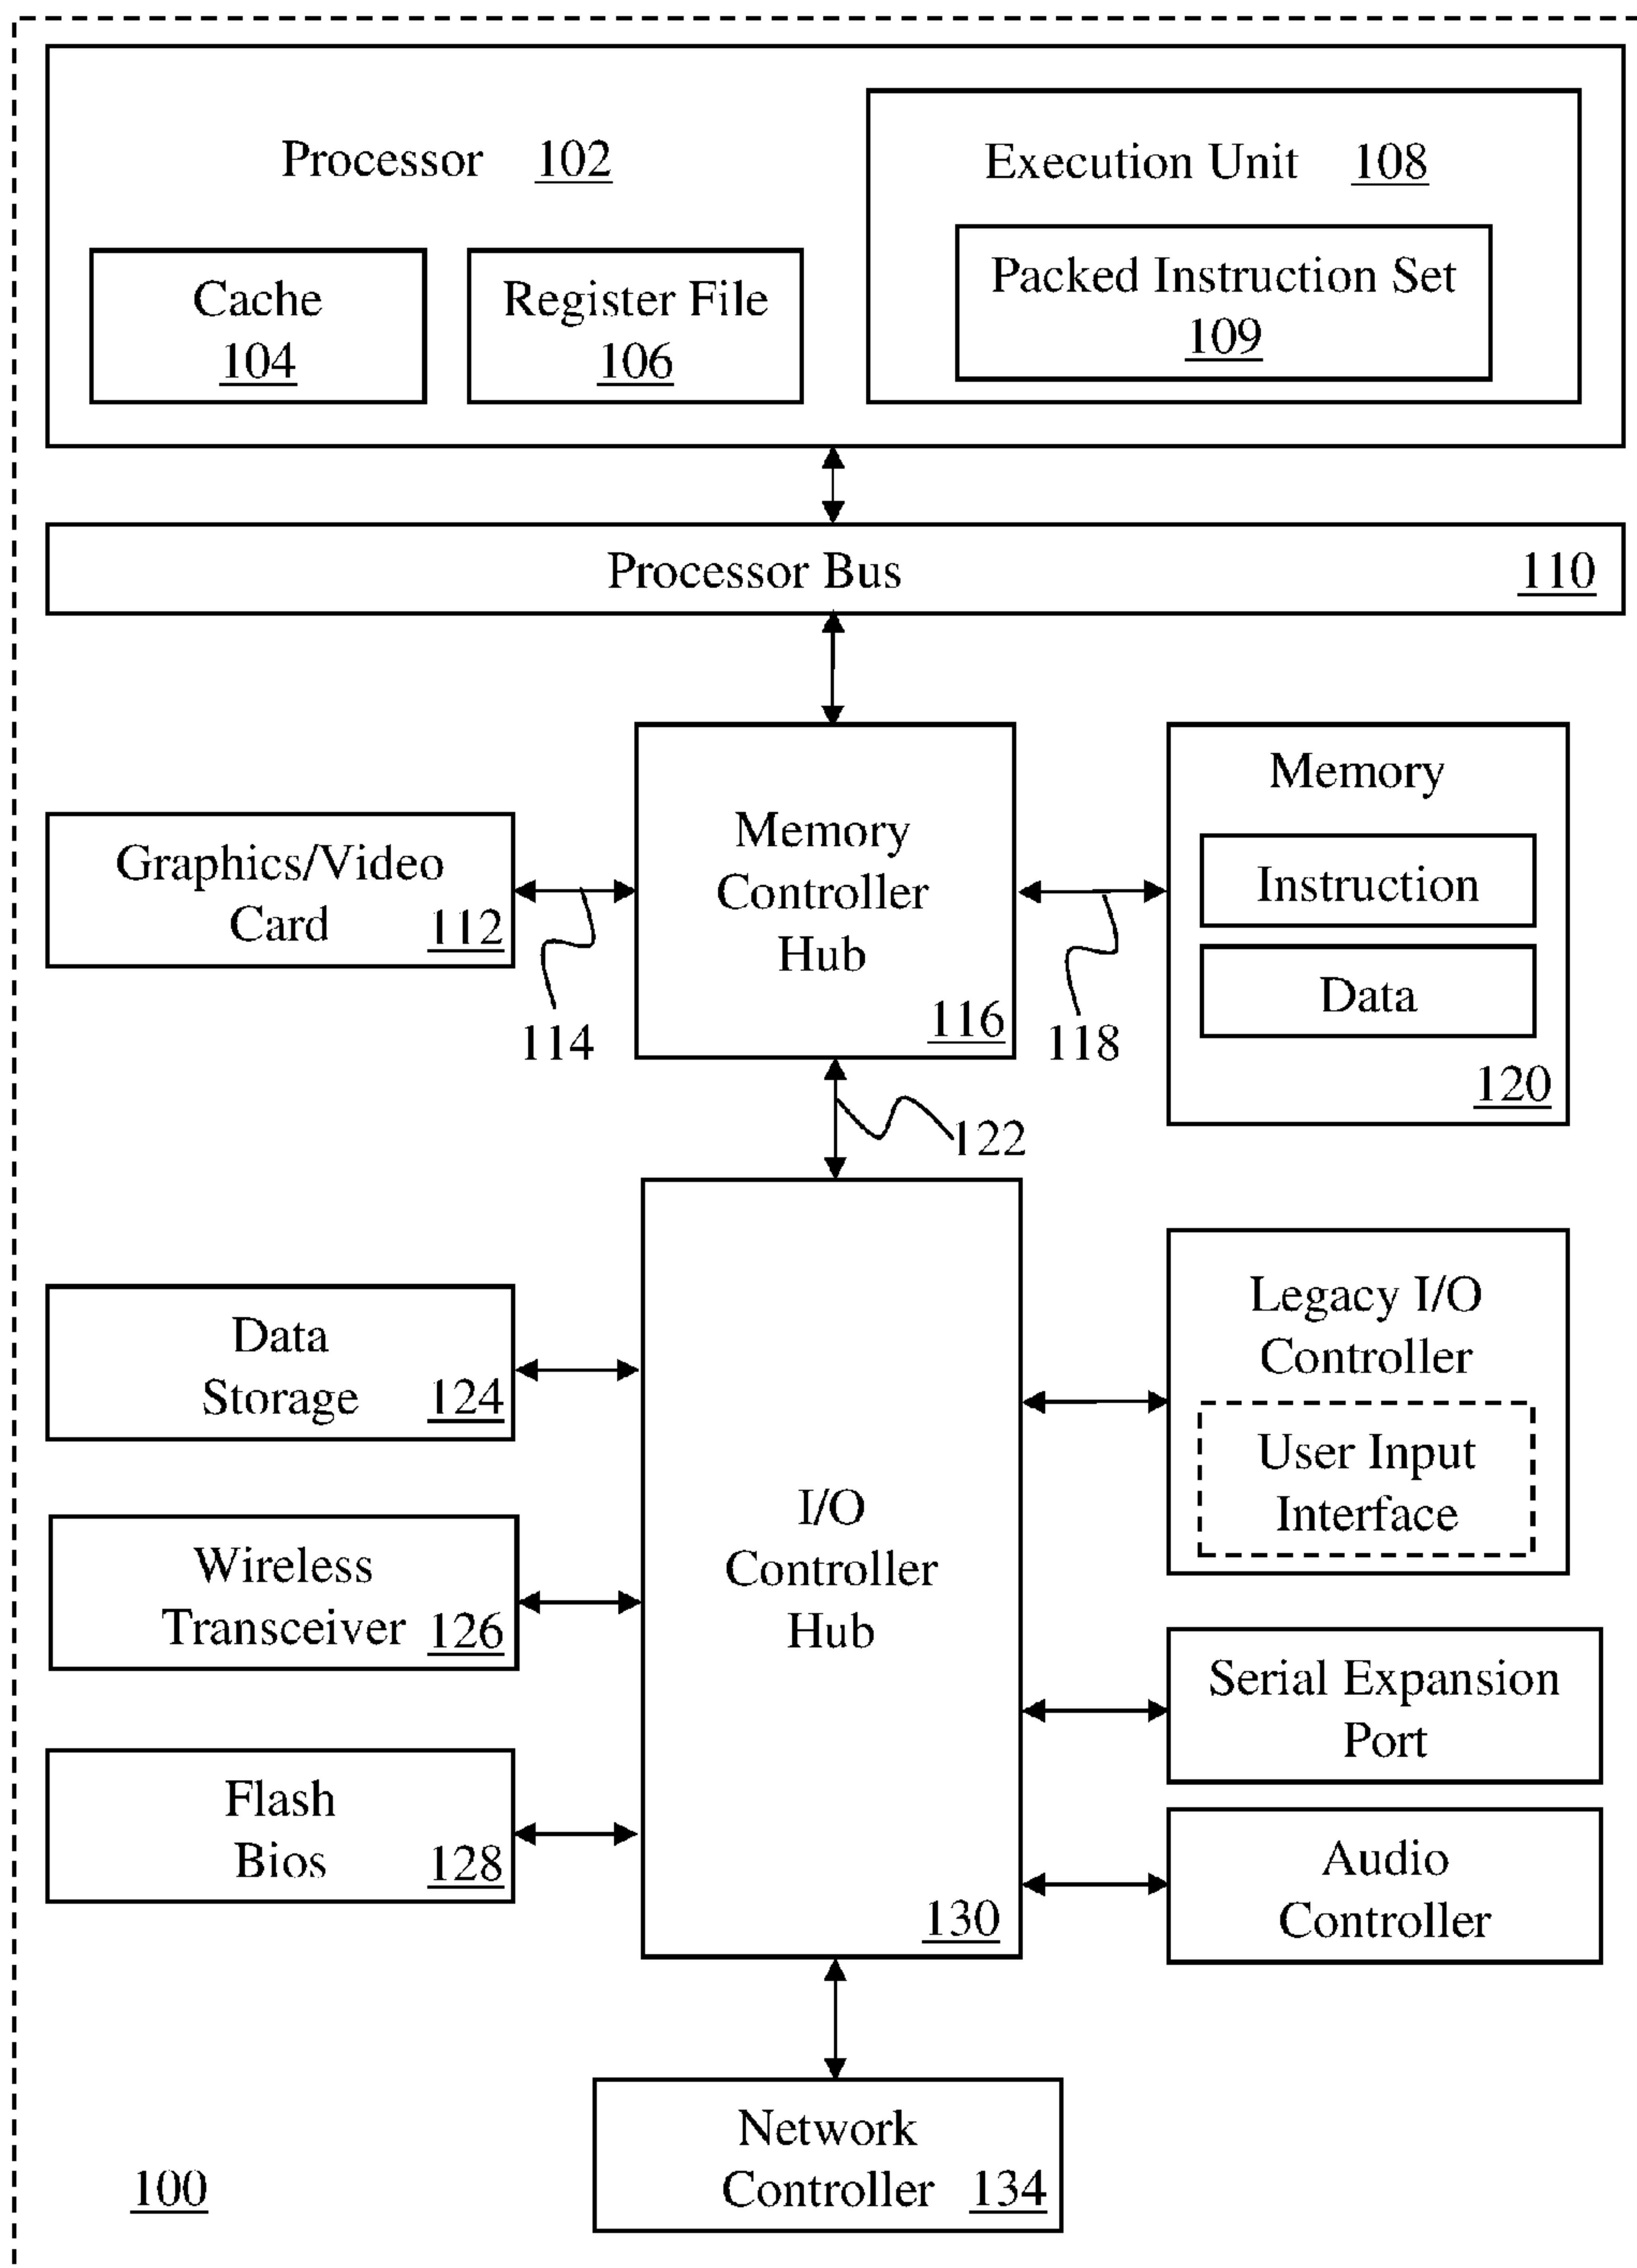 Processor 102
Execution Unit 108
Cache
104
Register File
106
Packed Instruction Set
109
Processor Bus 110
Graphics/Video
Card 112
114
Memory
Controller
Hub
116
118
Memory
Instruction
Data
120
122
Data
Storage 124
Wireless
Transceiver 126
Flash
Bios 128
I/O
Controller
Hub
130
Legacy I/O
Controller
User Input
Interface
Serial Expansion
Port
Audio
Controller
Network
Controller 134
100